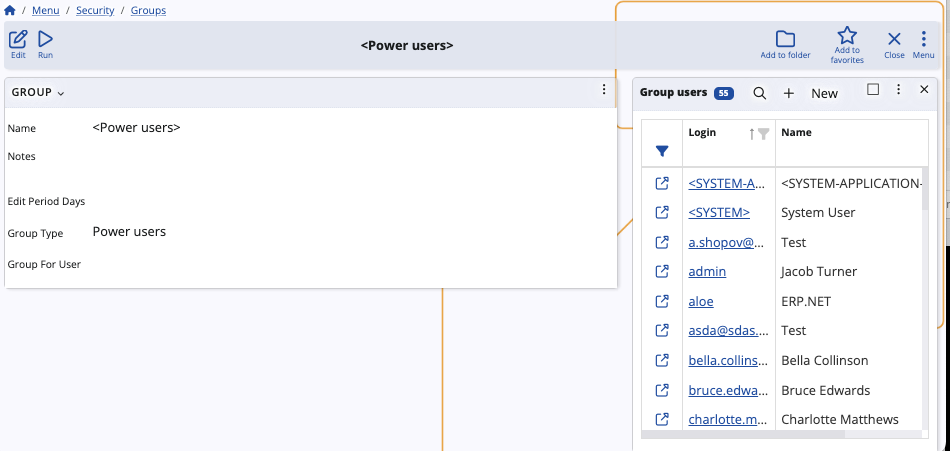 / Menu / Security / Groups
Edit
Run
<Power users>
Add to folder
Add to favorites
Close
Menu
GROUP
Name <Power users>
Notes
Edit Period Days
Group Type Power users
Group For User
Group users 55 + New
Login Name
<SYSTEM-A... <SYSTEM-APPLICATION-
<SYSTEM> System User
a.shopov@... Test
admin Jacob Turner
aloe ERP.NET
asda@sdas.... Test
bella.collins... Bella Collinson
bruce.edwa... Bruce Edwards
charlotte.m... Charlotte Matthews